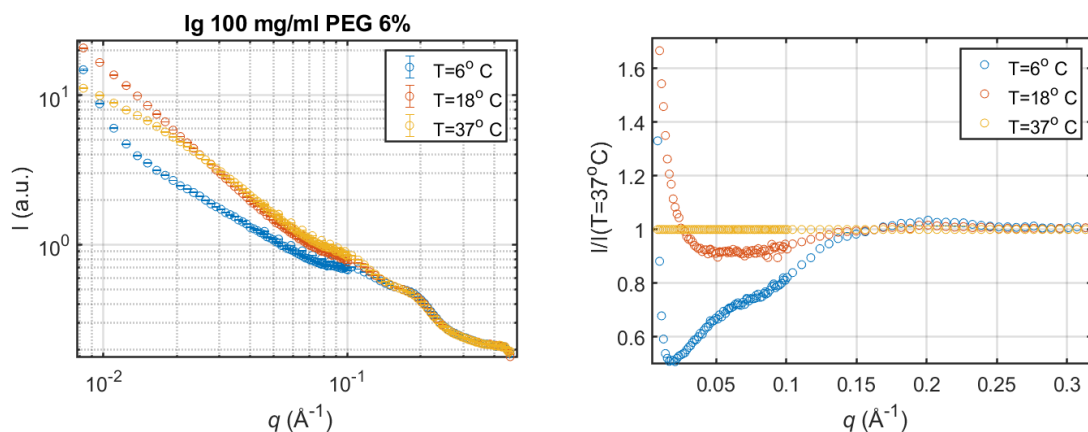 Ig 100 mg/ml PEG 6%
T=6° C
T=18° C
T=37° C
10¹
10⁰
I (a.u.)
10⁻²
10⁻¹
q (Å⁻¹)
T=6° C
T=18° C
T=37° C
1.6
1.4
1.2
1
0.8
0.6
I/I(T=37°C)
0.05
0.1
0.15
0.2
0.25
0.3
q (Å⁻¹)